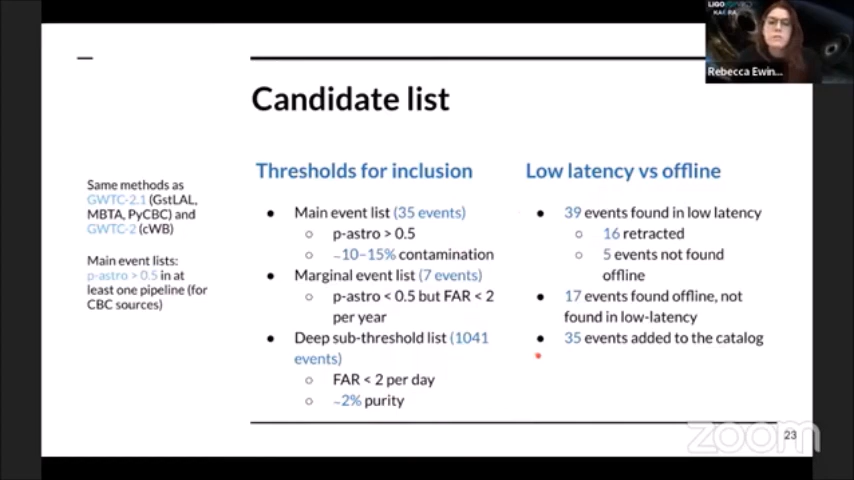 LIGO
Rebecca Ewin...
Candidate list
Same methods as
GWTC-2.1 (GstLAL,
MBTA, PyCBC) and
GWTC-2 (cWB)
Main event lists:
p-astro > 0.5 in at
least one pipeline (for
CBC sources)
Thresholds for inclusion
● Main event list (35 events)
○ p-astro > 0.5
○ ~10–15% contamination
● Marginal event list (7 events)
○ p-astro < 0.5 but FAR < 2
per year
● Deep sub-threshold list (1041
events)
○ FAR < 2 per day
○ ~2% purity
Low latency vs offline
● 39 events found in low latency
○ 16 retracted
○ 5 events not found
offline
● 17 events found offline, not
found in low-latency
● 35 events added to the catalog
zoom
23